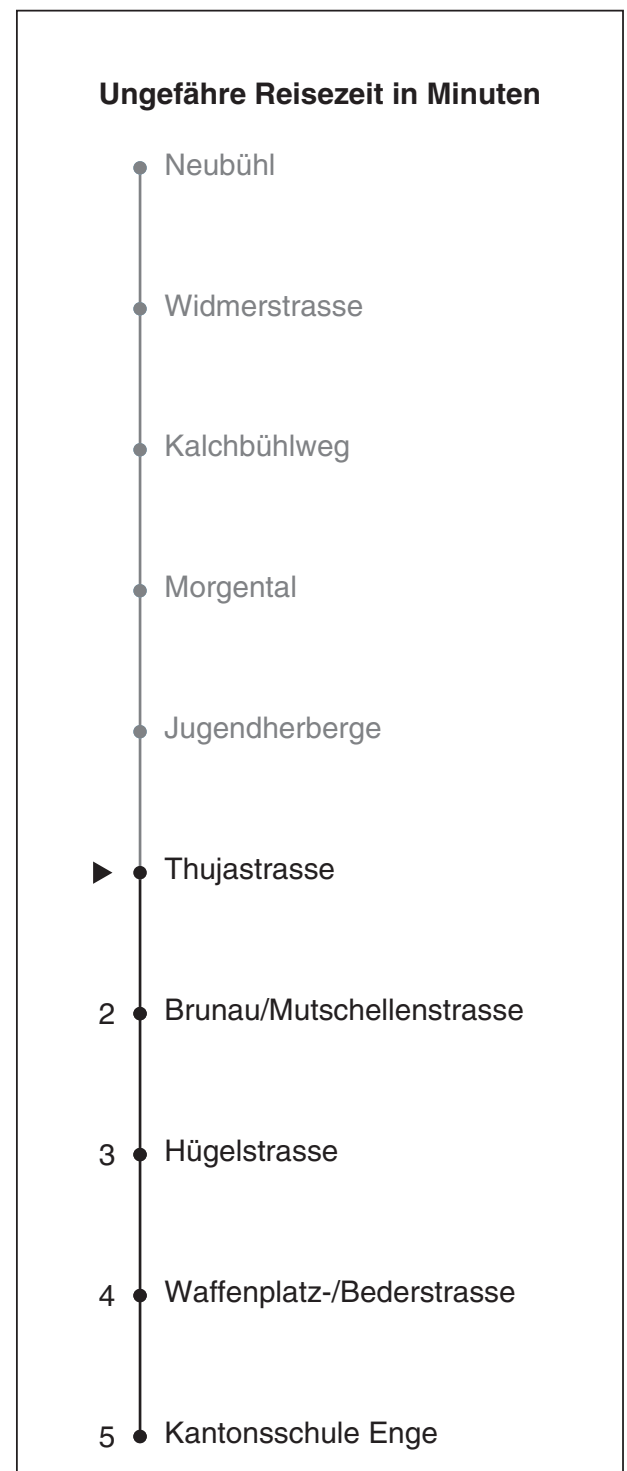 Ungefähre Reisezeit in Minuten
Neubühl
Widmerstrasse
Kalchbühlweg
Morgental
Jugendherberge
Thujastrasse
2 Brunau/Mutschellenstrasse
3 Hügelstrasse
4 Waffenplatz-/Bederstrasse
5 Kantonsschule Enge